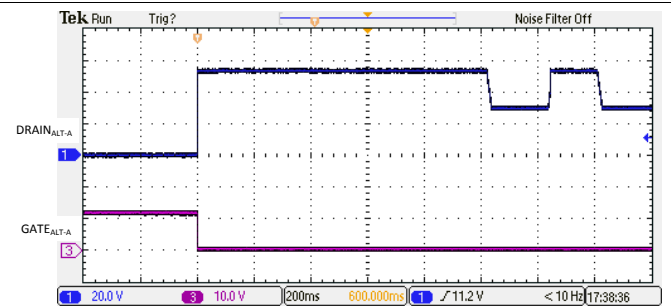 Tek Run Trig? Noise Filter Off
T T
DRAINALT-A
1
GATEALT-A
3
1 20.0 V 3 10.0 V 200ms 600.000ms 1 11.2 V < 10 Hz 17:38:36